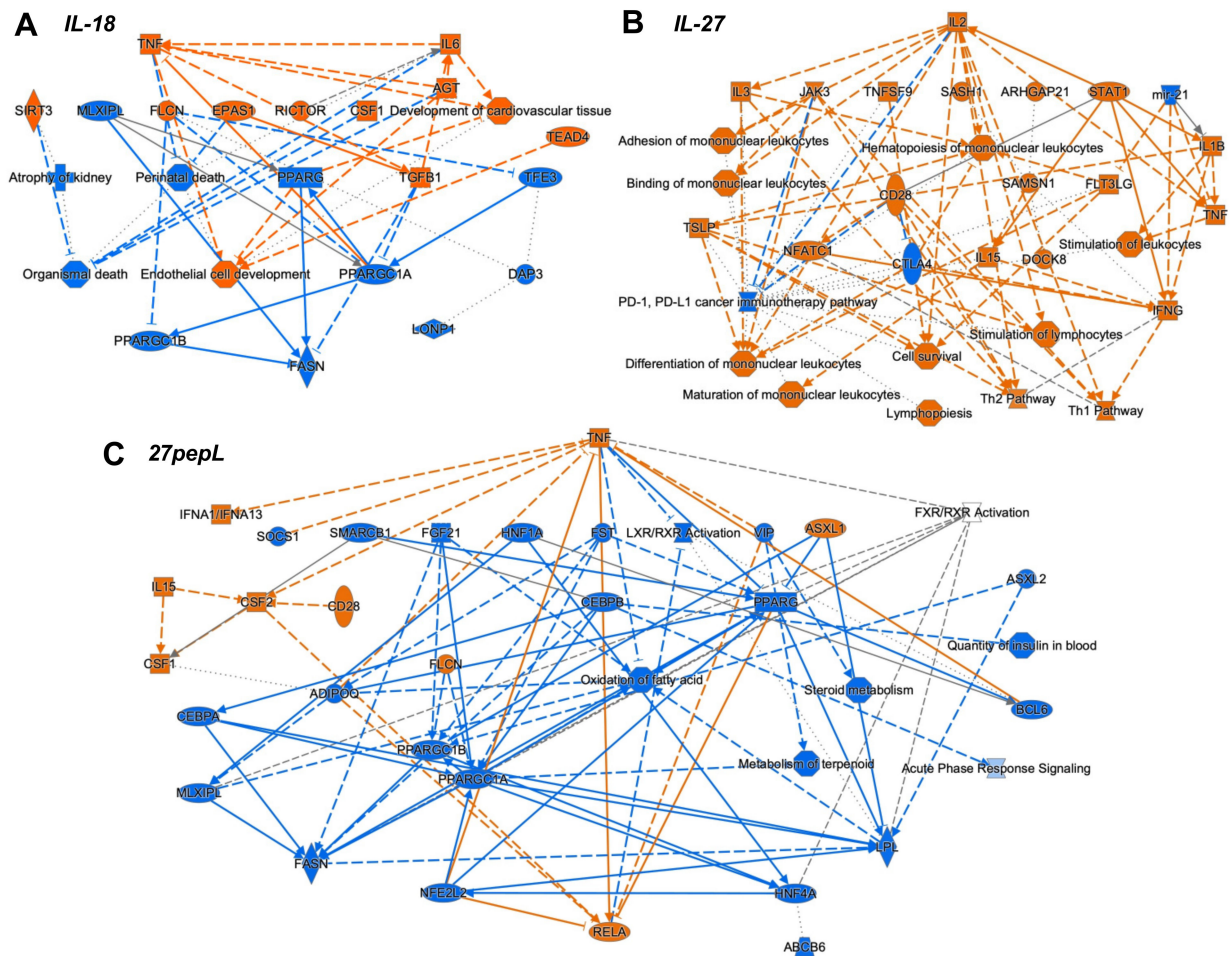 A IL-18
TNF
IL6
AGT
SIRT3
MLXIPL
FLCN
EPAS1
RICTOR
CSF1
Development of cardiovascular tissue
TEAD4
Atrophy of kidney
Perinatal death
PPARG
TGFB1
TFE3
Organismal death
Endothelial cell development
PPARGC1A
DAP3
LONP1
PPARGC1B
FASN
B IL-27
IL2
IL3
JAK3
TNFSF9
SASH1
ARHGAP21
STAT1
mir-21
Adhesion of mononuclear leukocytes
Hematopoiesis of mononuclear leukocytes
IL1B
Binding of mononuclear leukocytes
CD28
SAMSN1
FLT3LG
TNF
TSLP
NFATC1
CTLA4
IL15
DOCK8
Stimulation of leukocytes
PD-1, PD-L1 cancer immunotherapy pathway
IFNG
Stimulation of lymphocytes
Differentiation of mononuclear leukocytes
Cell survival
Maturation of mononuclear leukocytes
Th2 Pathway
Th1 Pathway
Lymphopoiesis
C 27pepL
TNF
IFNA1/IFNA13
FXR/RXR Activation
SOCS1
SMARCB1
FGF21
HNF1A
FST
LXR/RXR Activation
VIP
ASXL1
ASXL2
IL15
CSF2
CD28
CEBPB
PPARG
Quantity of insulin in blood
CSF1
FLCN
ADIPOQ
Oxidation of fatty acid
Steroid metabolism
CEBPA
BCL6
PPARGC1B
PPARGC1A
Metabolism of terpenoid
Acute Phase Response Signaling
MLXIPL
FASN
LPL
NFE2L2
HNF4A
RELA
ABCB6